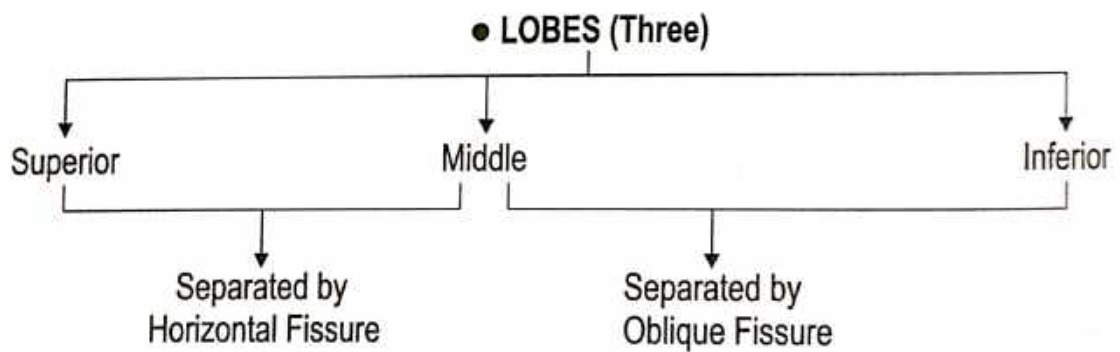 ● LOBES (Three)
Superior
Middle
Inferior
Separated by
Horizontal Fissure
Separated by
Oblique Fissure